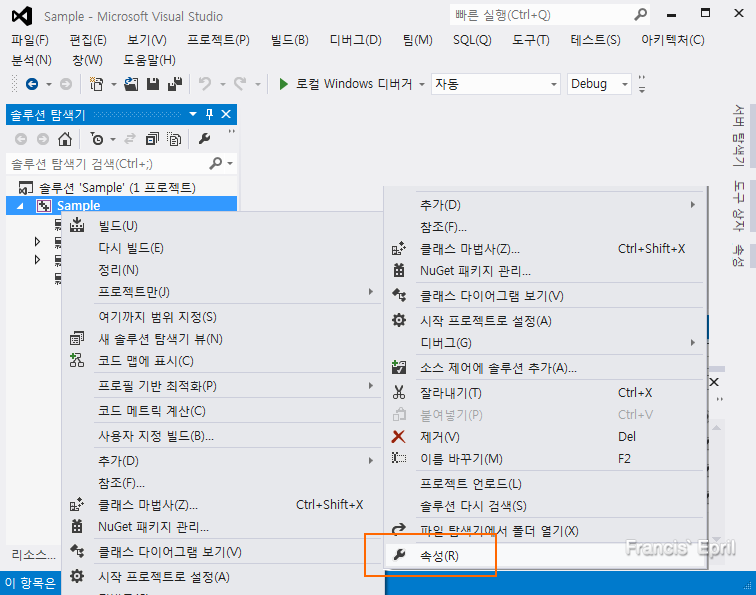 Sample - Microsoft Visual Studio
빠른 실행(Ctrl+Q)
파일(F) 편집(E) 보기(V) 프로젝트(P) 빌드(B) 디버그(D) 팀(M) SQL(Q) 도구(T) 테스트(S) 아키텍처(C)
분석(N) 창(W) 도움말(H)
로컬 Windows 디버거 자동 Debug
솔루션 탐색기
솔루션 탐색기 검색(Ctrl+;)
솔루션 'Sample' (1 프로젝트)
Sample
빌드(U)
다시 빌드(E)
정리(N)
프로젝트만(J)
여기까지 범위 지정(S)
새 솔루션 탐색기 뷰(N)
코드 맵에 표시(C)
프로필 기반 최적화(P)
코드 메트릭 계산(C)
사용자 지정 빌드(B)...
추가(D)
참조(F)...
클래스 마법사(Z)... Ctrl+Shift+X
NuGet 패키지 관리...
클래스 다이어그램 보기(V)
시작 프로젝트로 설정(A)
추가(D)
참조(F)...
클래스 마법사(Z)... Ctrl+Shift+X
NuGet 패키지 관리...
클래스 다이어그램 보기(V)
시작 프로젝트로 설정(A)
디버그(G)
소스 제어에 솔루션 추가(A)...
잘라내기(T) Ctrl+X
붙여넣기(P) Ctrl+V
제거(V) Del
이름 바꾸기(M) F2
프로젝트 언로드(L)
솔루션 다시 검색(S)
파일 탐색기에서 폴더 열기(X)
속성(R)
서버 탐색기
도구 상자
속성
리소스...
이 항목은
Francis' Epril